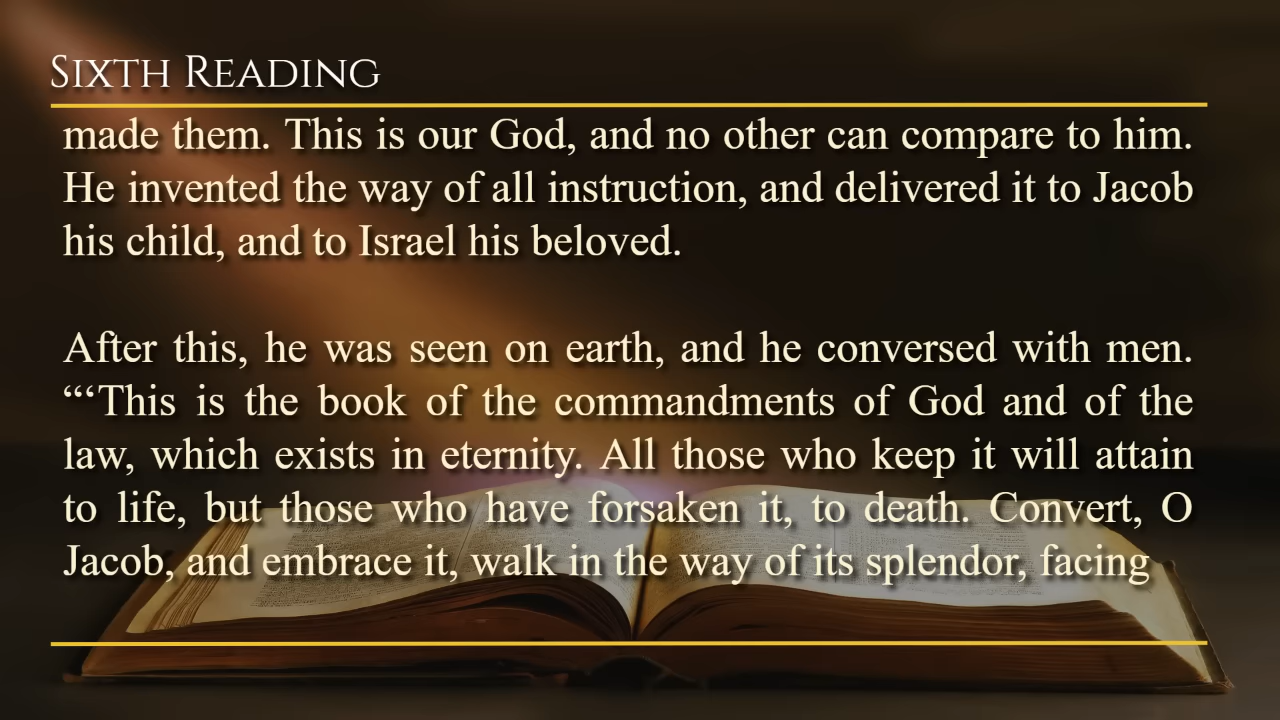 Sixth Reading
made them. This is our God, and no other can compare to him.
He invented the way of all instruction, and delivered it to Jacob
his child, and to Israel his beloved.
After this, he was seen on earth, and he conversed with men.
“‘This is the book of the commandments of God and of the
law, which exists in eternity. All those who keep it will attain
to life, but those who have forsaken it, to death. Convert, O
Jacob, and embrace it, walk in the way of its splendor, facing